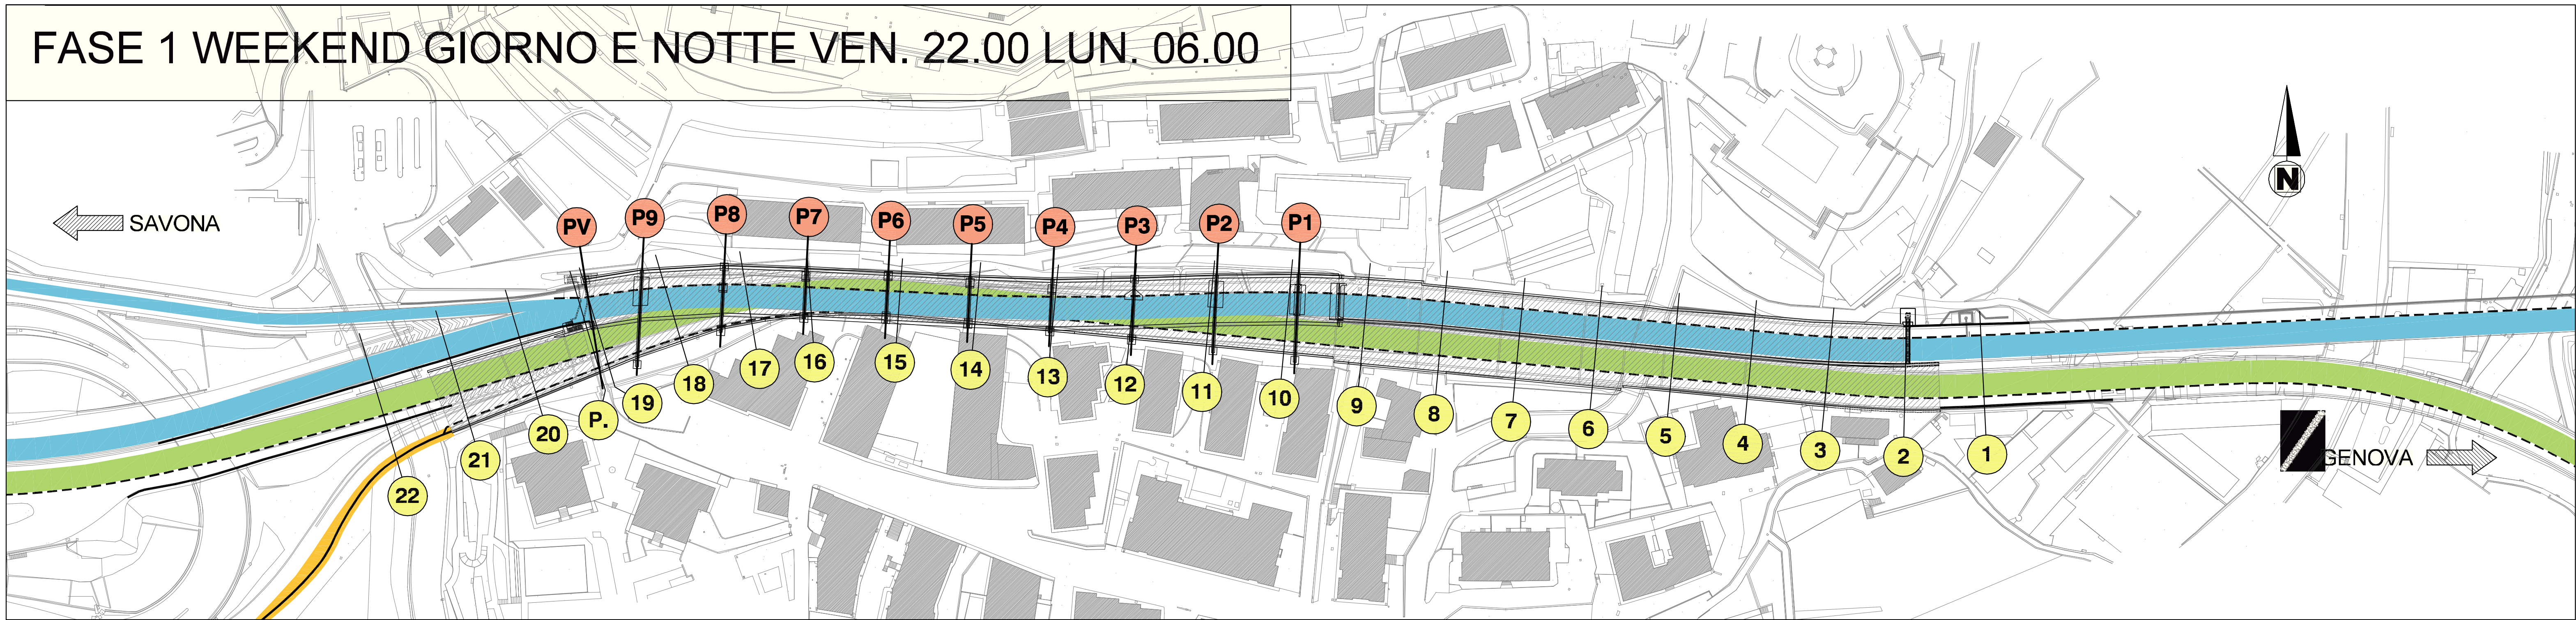 FASE 1 WEEKEND GIORNO E NOTTE VEN. 22.00 LUN. 06.00
N
SAVONA
PV P9 P8 P7 P6 P5 P4 P3 P2 P1
22 21 20 P. 19 18 17 16 15 14 13 12 11 10 9 8 7 6 5 4 3 2 1
GENOVA